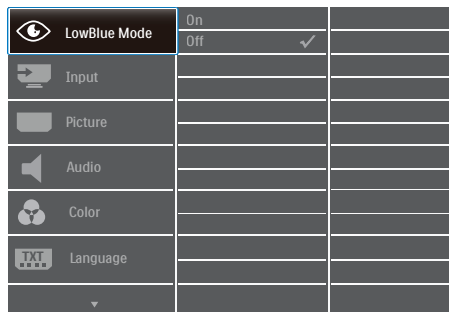 LowBlue Mode
On
Off
Input
Picture
Audio
Color
TXT
Language